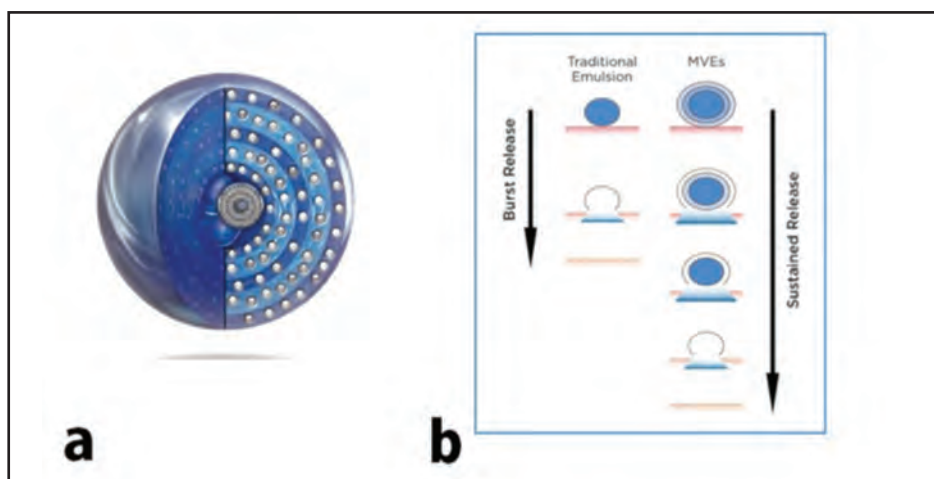 Traditional
Emulsion
MVEs
Burst Release
Sustained Release
a
b